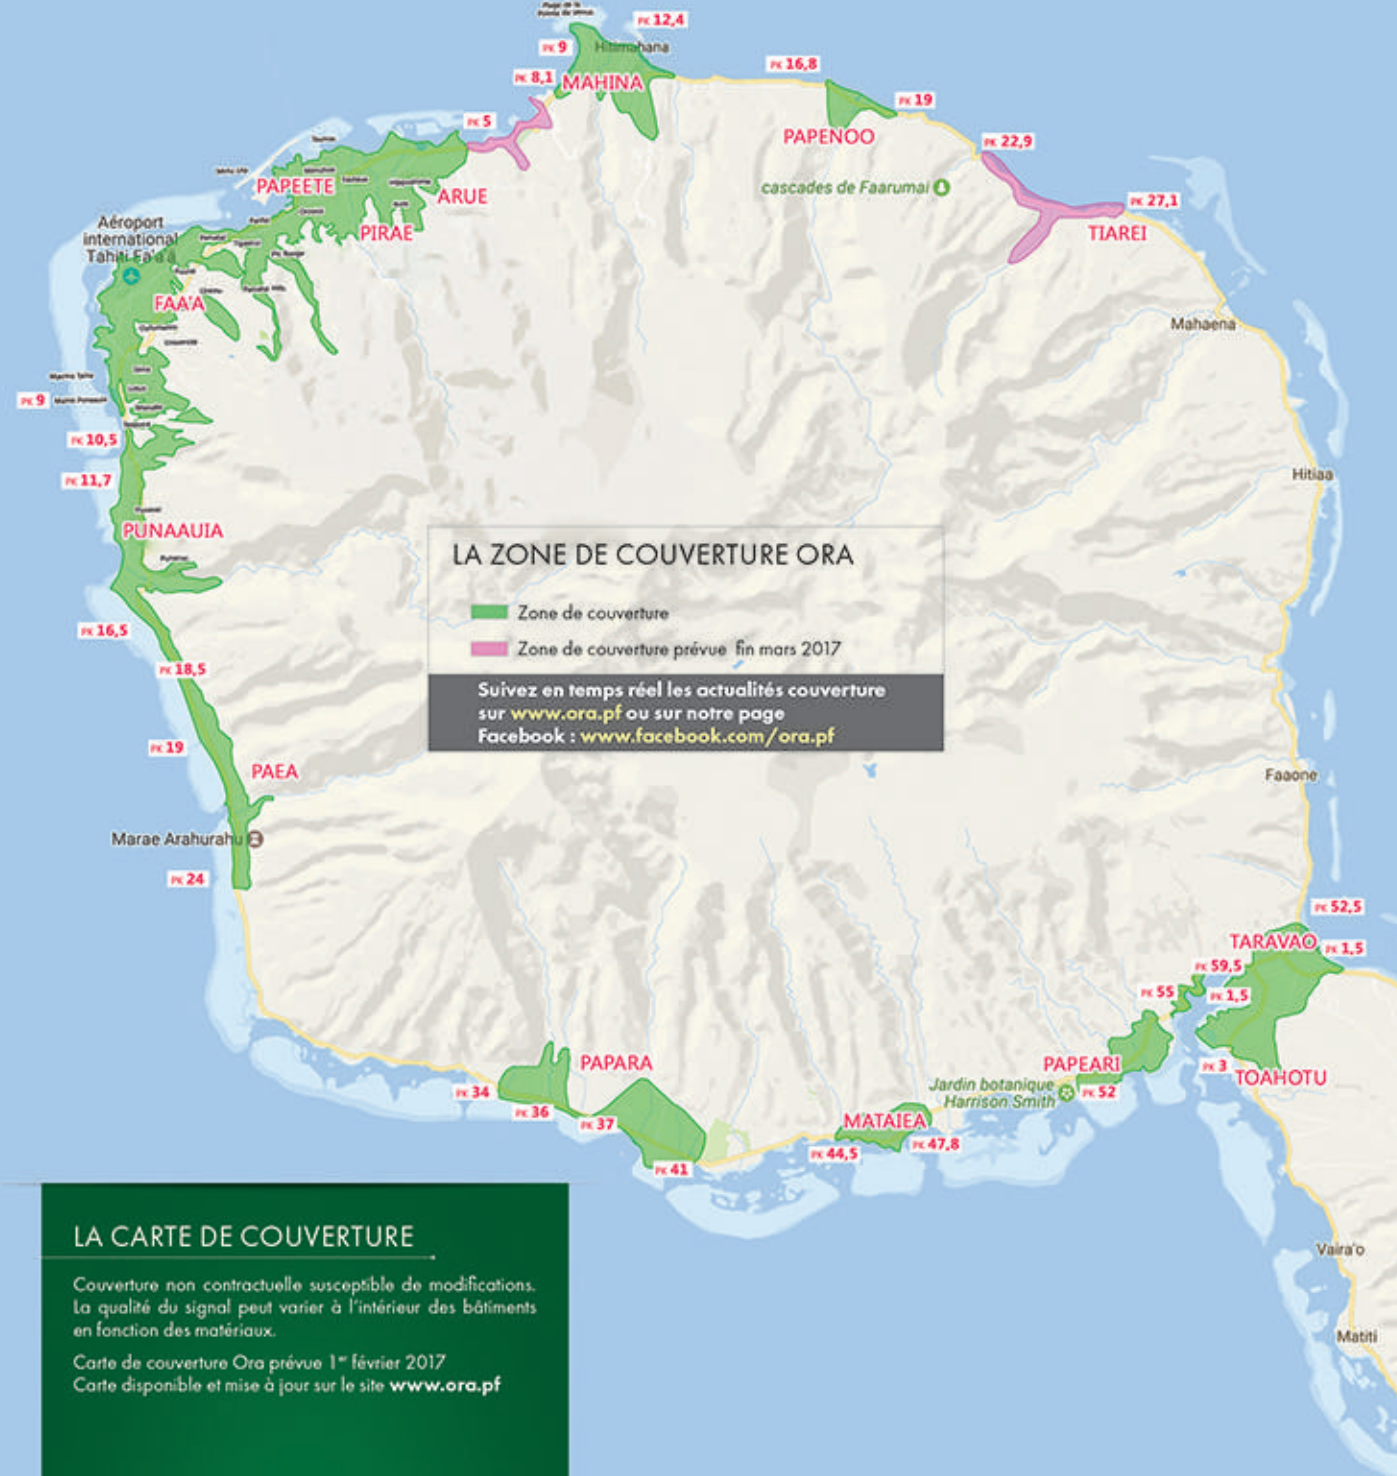 Plage de la
Pointe de Vénus
PK 12,4
PK 9
Hitimahana
PK 8,1
MAHINA
PK 16,8
PK 19
PAPENOO
PK 5
PK 22,9
cascades de Faarumai
PK 27,1
TIAREI
PAPEETE
ARUE
PIRAE
Aéroport
international
Tahiti Fa'a'ā
FAA'A
Mahaena
PK 9
PK 10,5
PK 11,7
Hitiaa
PUNAAUIA
LA ZONE DE COUVERTURE ORA
Zone de couverture
Zone de couverture prévue fin mars 2017
Suivez en temps réel les actualités couverture
sur www.ora.pf ou sur notre page
Facebook : www.facebook.com/ora.pf
PK 16,5
PK 18,5
PK 19
PAEA
Faaone
Marae Arahurahu
PK 24
PK 52,5
TARAVAO
PK 1,5
PK 59,5
PK 55
PK 1,5
PAPARA
PAPEARI
PK 3
TOAHOTU
PK 34
PK 36
PK 37
PK 41
Jardin botanique
Harrison Smith
PK 52
MATAIEA
PK 44,5
PK 47,8
Vaira'o
Matiti
LA CARTE DE COUVERTURE
Couverture non contractuelle susceptible de modifications.
La qualité du signal peut varier à l'intérieur des bâtiments
en fonction des matériaux.
Carte de couverture Ora prévue 1er février 2017
Carte disponible et mise à jour sur le site www.ora.pf